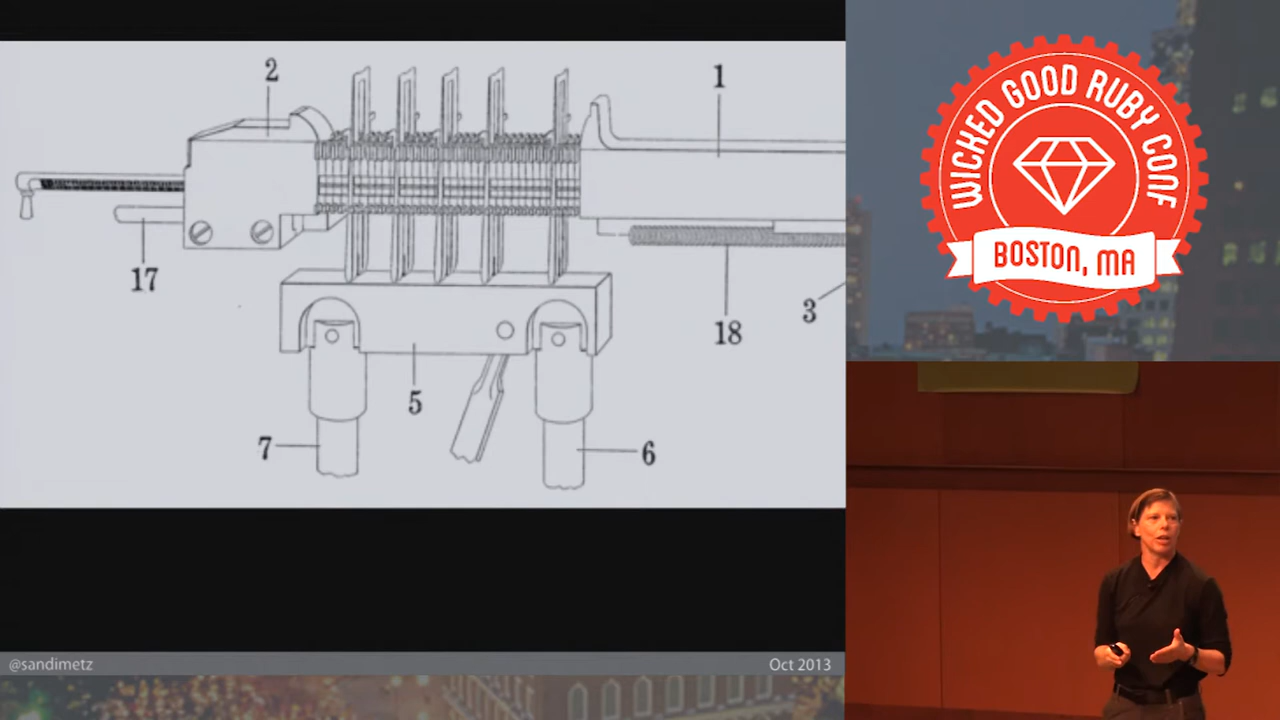 2
1
17
18
3
5
7
6
@sandimetz
Oct 2013
WICKED GOOD RUBY CONF
BOSTON, MA